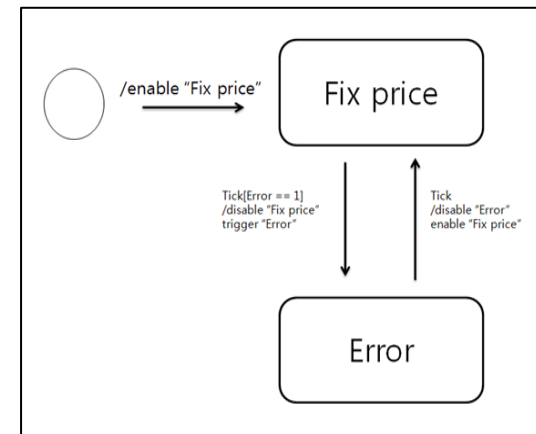 /enable “Fix price”
Fix price
Tick[Error == 1]
/disable “Fix price”
trigger “Error”
Tick
/disable “Error”
enable “Fix price”
Error